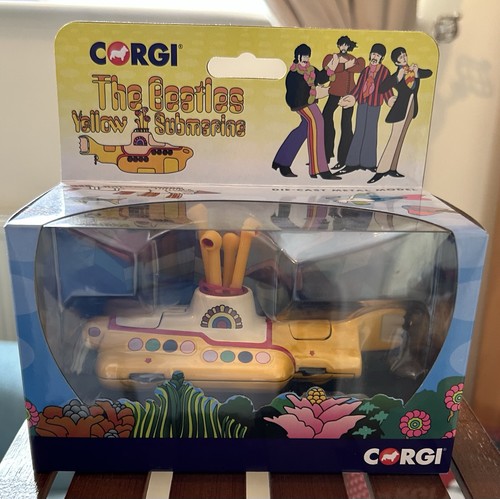 CORGI®
The Beatles
Yellow Submarine
DIE-CAST METAL MODEL
CORGI®